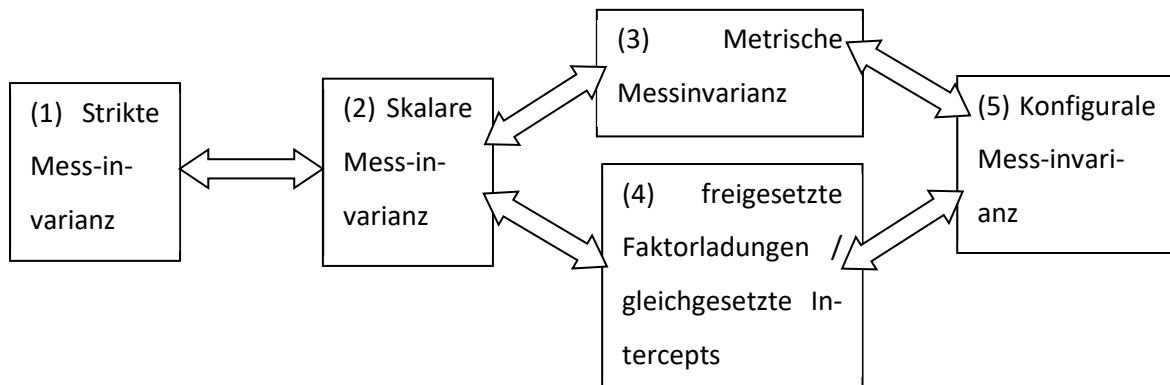 (1) Strikte
Mess-in-
varianz
(2) Skalare
Mess-in-
varianz
(3) Metrische
Messinvarianz
(4) freigesetzte
Faktorladungen /
gleichgesetzte In-
tercepts
(5) Konfigurale
Mess-invari-
anz